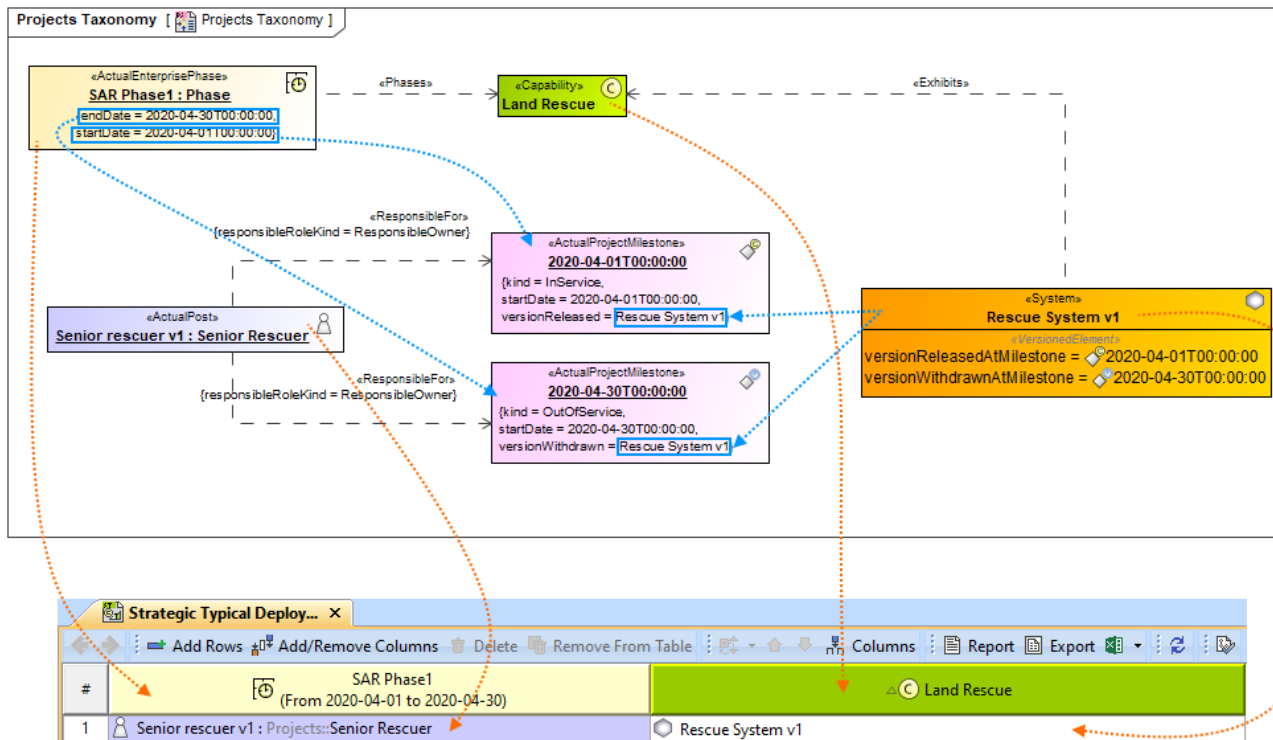 Projects Taxonomy [ Projects Taxonomy ]
«ActualEnterprisePhase»
SAR Phase1 : Phase
{endDate = 2020-04-30T00:00:00,
startDate = 2020-04-01T00:00:00}
«Phases»
«Capability»
C
Land Rescue
«Exhibits»
«ResponsibleFor»
{responsibleRoleKind = ResponsibleOwner}
«ActualProjectMilestone»
2020-04-01T00:00:00
{kind = InService,
startDate = 2020-04-01T00:00:00,
versionReleased = Rescue System v1}
«ActualPost»
Senior rescuer v1 : Senior Rescuer
«System»
Rescue System v1
«VersionedElement»
versionReleasedAtMilestone = 2020-04-01T00:00:00
versionWithdrawnAtMilestone = 2020-04-30T00:00:00
«ResponsibleFor»
{responsibleRoleKind = ResponsibleOwner}
«ActualProjectMilestone»
2020-04-30T00:00:00
{kind = OutOfService,
startDate = 2020-04-30T00:00:00,
versionWithdrawn = Rescue System v1}
Strategic Typical Deploy... X
Add Rows Add/Remove Columns Delete Remove From Table Columns Report Export
# SAR Phase1 C Land Rescue
(From 2020-04-01 to 2020-04-30)
1 Senior rescuer v1 : Projects::Senior Rescuer Rescue System v1